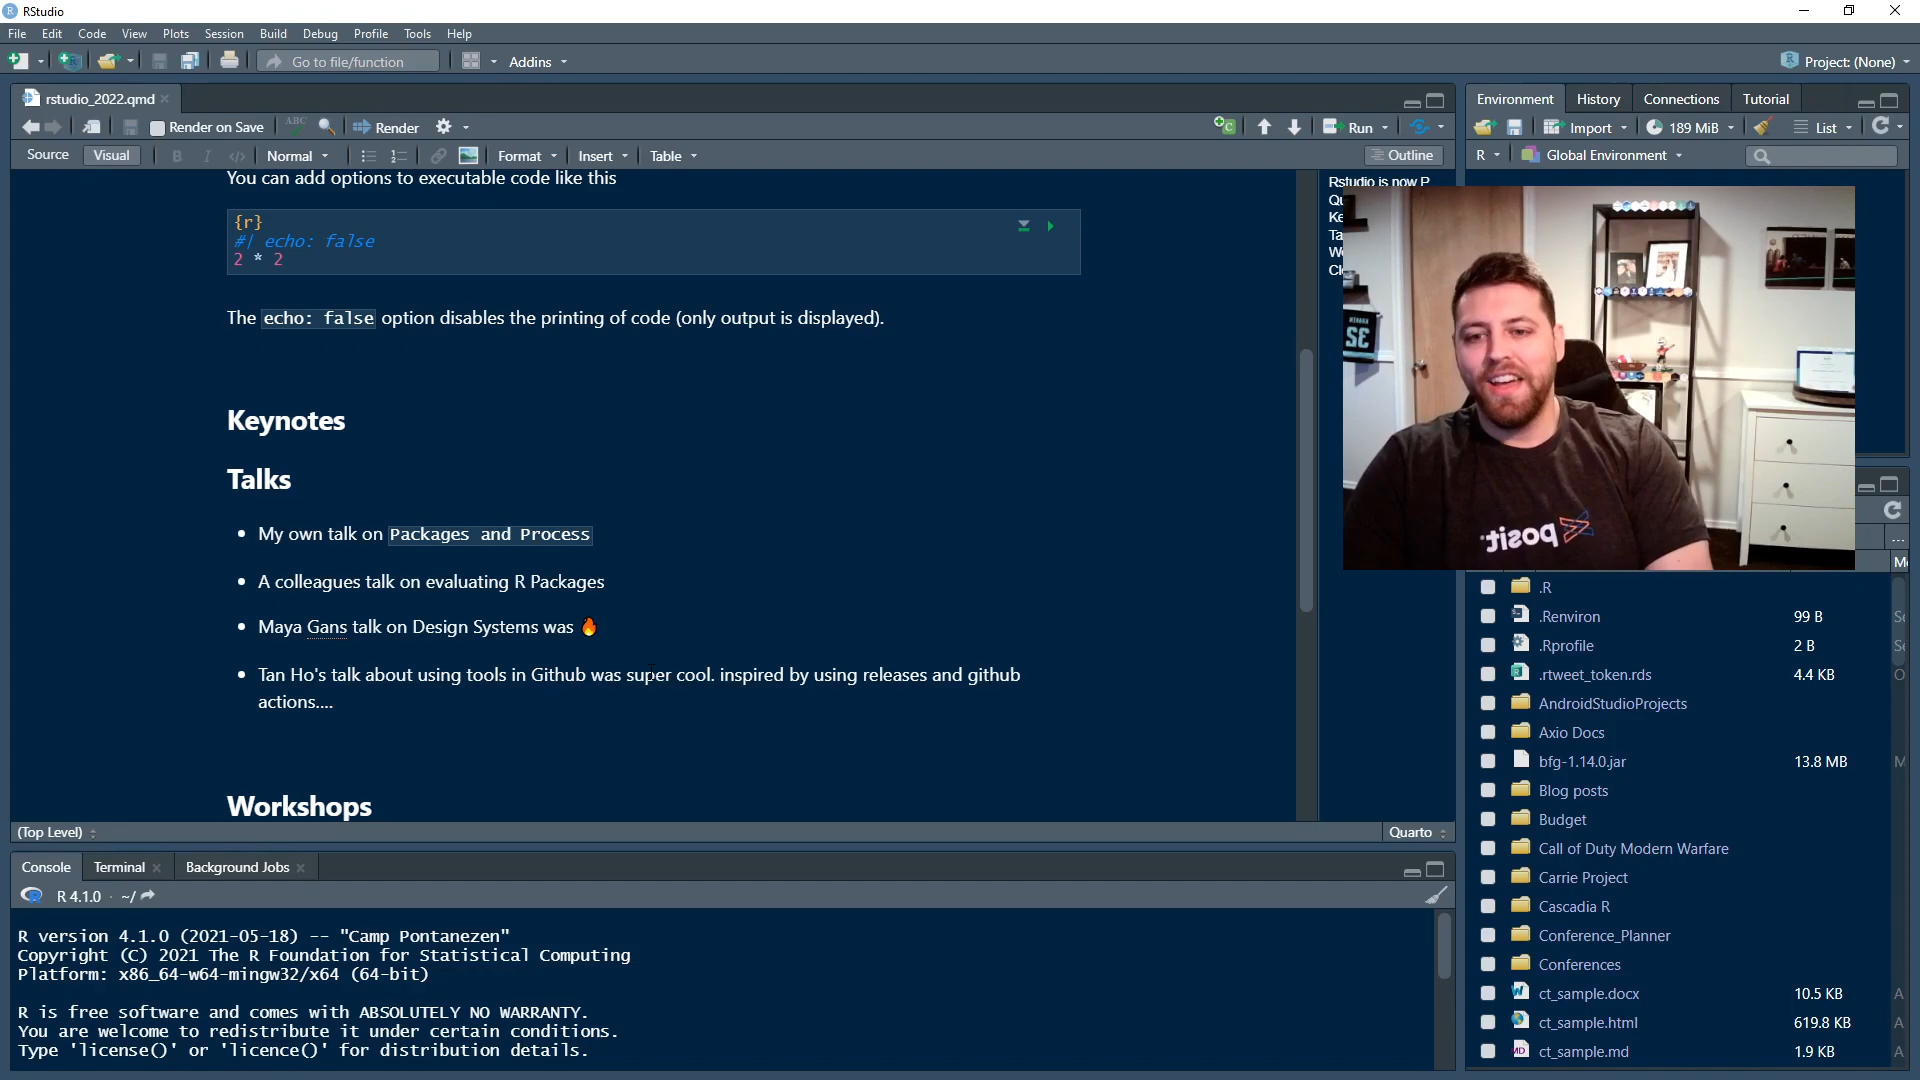 RStudio
File Edit Code View Plots Session Build Debug Profile Tools Help
Go to file/function Addins Project: (None)
rstudio_2022.qmd
Render on Save ABC Render Run
Source Visual B I </> Normal Format Insert Table Outline
You can add options to executable code like this
{r}
#| echo: false
2 * 2
The echo: false option disables the printing of code (only output is displayed).
Keynotes
Talks
• My own talk on Packages and Process
• A colleagues talk on evaluating R Packages
• Maya Gans talk on Design Systems was 🔥
• Tan Ho's talk about using tools in Github was super cool. inspired by using releases and github
actions....
Workshops
(Top Level) Quarto
Rstudio is now P
Qu
Ke
Ta
W
Cl
Console Terminal Background Jobs
R 4.1.0 · ~/
R version 4.1.0 (2021-05-18) -- "Camp Pontanezen"
Copyright (C) 2021 The R Foundation for Statistical Computing
Platform: x86_64-w64-mingw32/x64 (64-bit)
R is free software and comes with ABSOLUTELY NO WARRANTY.
You are welcome to redistribute it under certain conditions.
Type 'license()' or 'licence()' for distribution details.
Environment History Connections Tutorial
Import 189 MiB List
R Global Environment
32
posit
...
Mo
.R
.Renviron 99 B
.Rprofile 2 B
.rtweet_token.rds 4.4 KB
AndroidStudioProjects
Axio Docs
bfg-1.14.0.jar 13.8 MB
Blog posts
Budget
Call of Duty Modern Warfare
Carrie Project
Cascadia R
Conference_Planner
Conferences
ct_sample.docx 10.5 KB
ct_sample.html 619.8 KB
ct_sample.md 1.9 KB